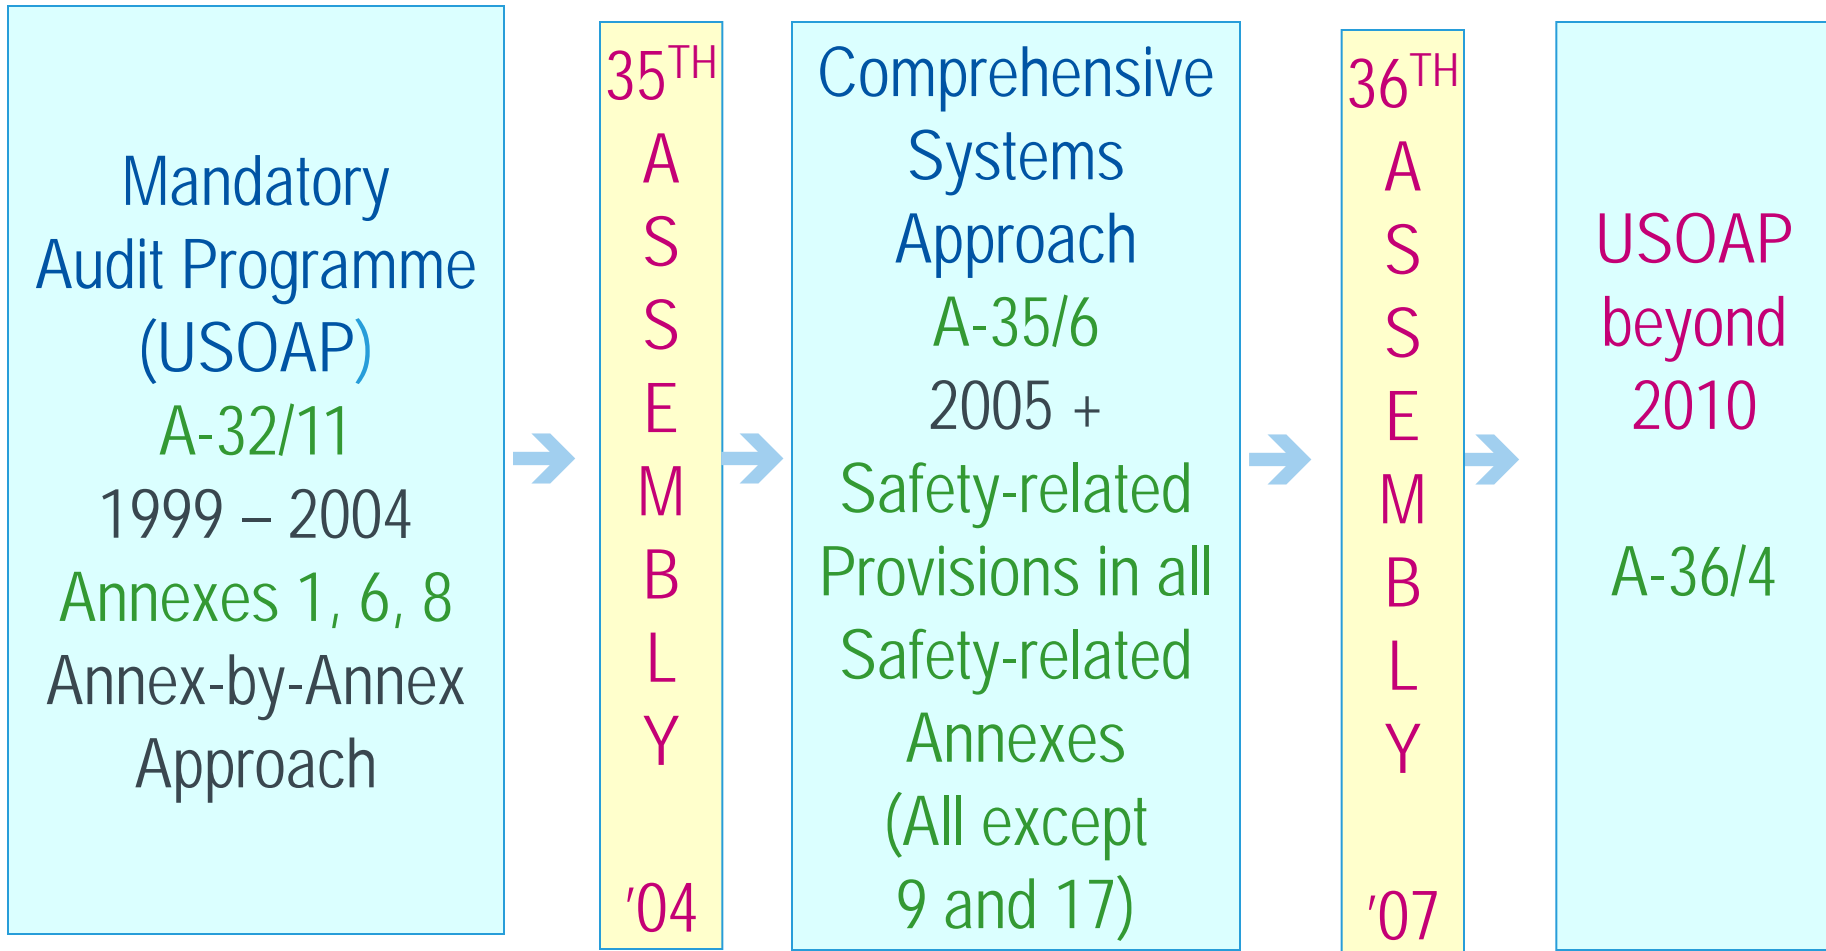 Mandatory
Audit Programme
(USOAP)
A-32/11
1999 – 2004
Annexes 1, 6, 8
Annex-by-Annex
Approach
35TH
A
S
S
E
M
B
L
Y
'04
Comprehensive
Systems
Approach
A-35/6
2005 +
Safety-related
Provisions in all
Safety-related
Annexes
(All except
9 and 17)
36TH
A
S
S
E
M
B
L
Y
'07
USOAP
beyond
2010
A-36/4